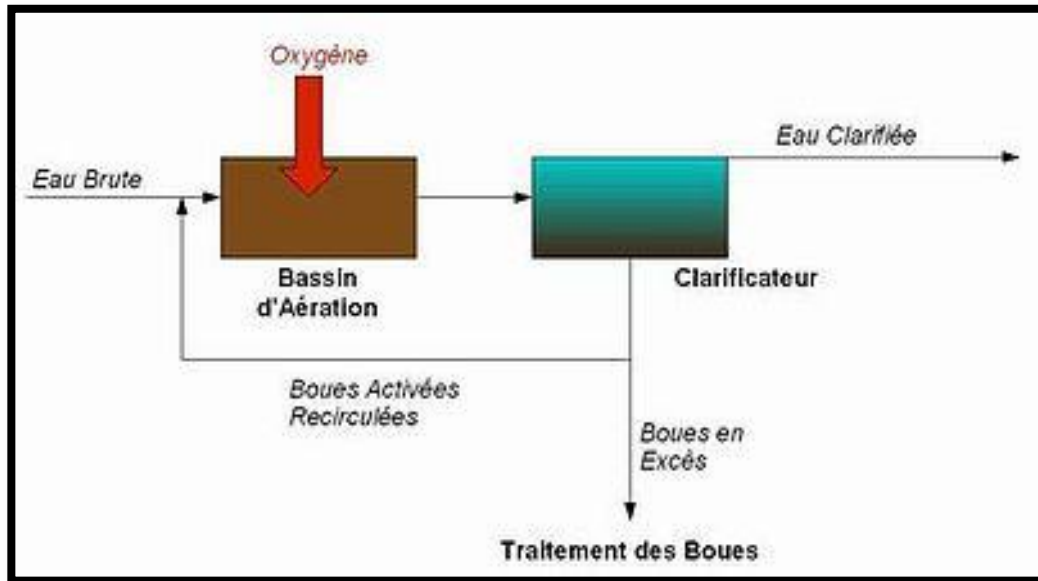 Oxygène
Eau Brute
Eau Clarifiée
Bassin
d'Aération
Clarificateur
Boues Activées
Recirculées
Boues en
Excès
Traitement des Boues